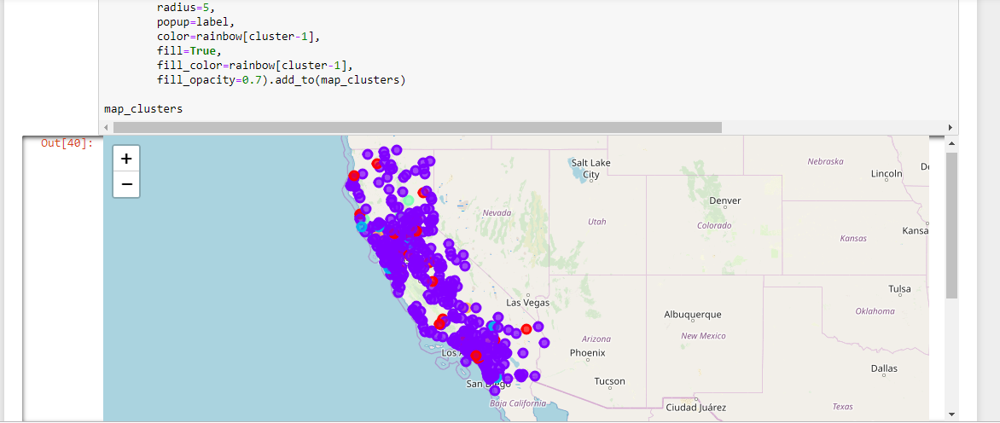 radius=5,
popup=label,
color=rainbow[cluster-1],
fill=True,
fill_color=rainbow[cluster-1],
fill_opacity=0.7).add_to(map_clusters)
map_clusters
Out[40]:
+
−
Salt Lake
City
Nebraska
Lincoln
Denver
Nevada
Utah
Colorado
Kansas
Kansa
Las Vegas
Tulsa
Albuquerque
Oklahoma
New Mexico
Arizona
Los
Phoenix
Dallas
San Diego
Tucson
Baja California
Ciudad Juárez
Texas